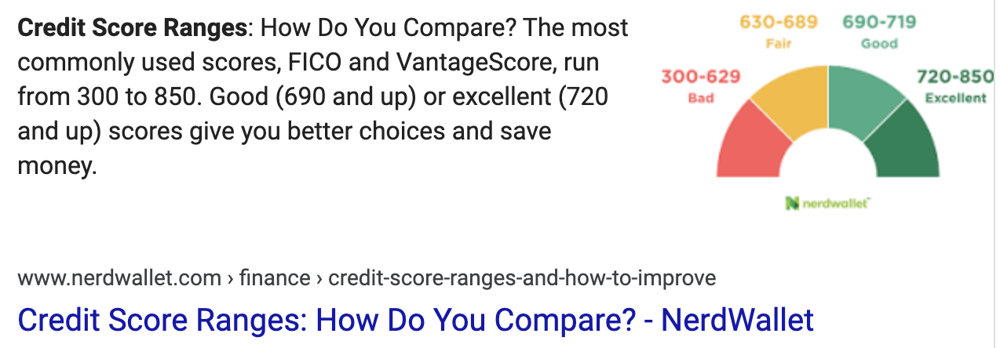 Credit Score Ranges: How Do You Compare? The most
commonly used scores, FICO and VantageScore, run
from 300 to 850. Good (690 and up) or excellent (720
and up) scores give you better choices and save
money.
630-689
Fair
690-719
Good
300-629
Bad
720-850
Excellent
nerdwallet™
www.nerdwallet.com › finance › credit-score-ranges-and-how-to-improve
Credit Score Ranges: How Do You Compare? - NerdWallet